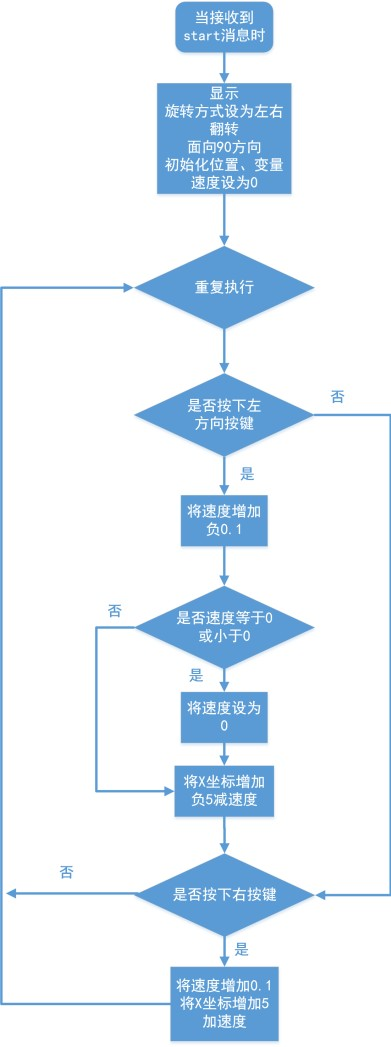 当接收到
start消息时
显示
旋转方式设为左右
翻转
面向90方向
初始化位置、变量
速度设为0
重复执行
是否按下左
方向按键
否
是
将速度增加
负0.1
是否速度等于0
或小于0
否
是
将速度设为
0
将X坐标增加
负5减速度
是否按下右按键
否
是
将速度增加0.1
将X坐标增加5
加速度